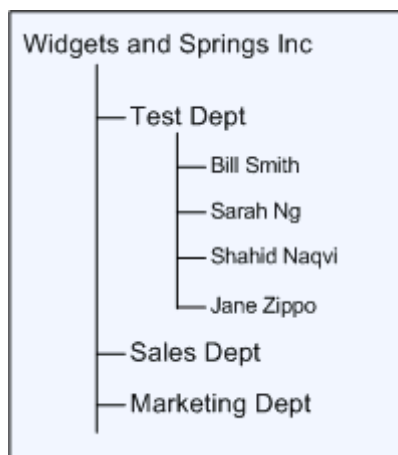 Widgets and Springs Inc
Test Dept
Bill Smith
Sarah Ng
Shahid Naqvi
Jane Zippo
Sales Dept
Marketing Dept